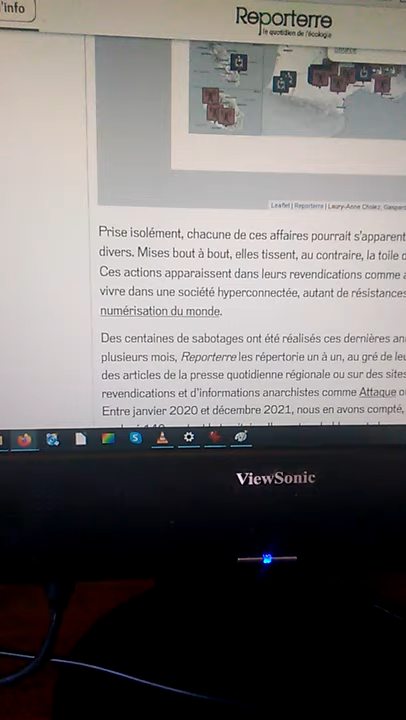 'info
Reporterre
le quotidien de l'écologie
Leaflet | Reporterre | Laury-Anne Cholez, Gaspard
Prise isolément, chacune de ces affaires pourrait s'apparent
divers. Mises bout à bout, elles tissent, au contraire, la toile d
Ces actions apparaissent dans leurs revendications comme a
vivre dans une société hyperconnectée, autant de résistances
numérisation du monde.
Des centaines de sabotages ont été réalisés ces dernières an
plusieurs mois, Reporterre les répertorie un à un, au gré de leu
des articles de la presse quotidienne régionale ou sur des sites
revendications et d'informations anarchistes comme Attaque o
Entre janvier 2020 et décembre 2021, nous en avons compté,
ViewSonic